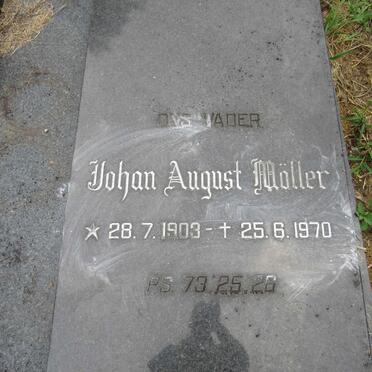 ONS VADER
Johan August Möller
* 28.7.1903 - † 25.6.1970
PS. 73.25.26